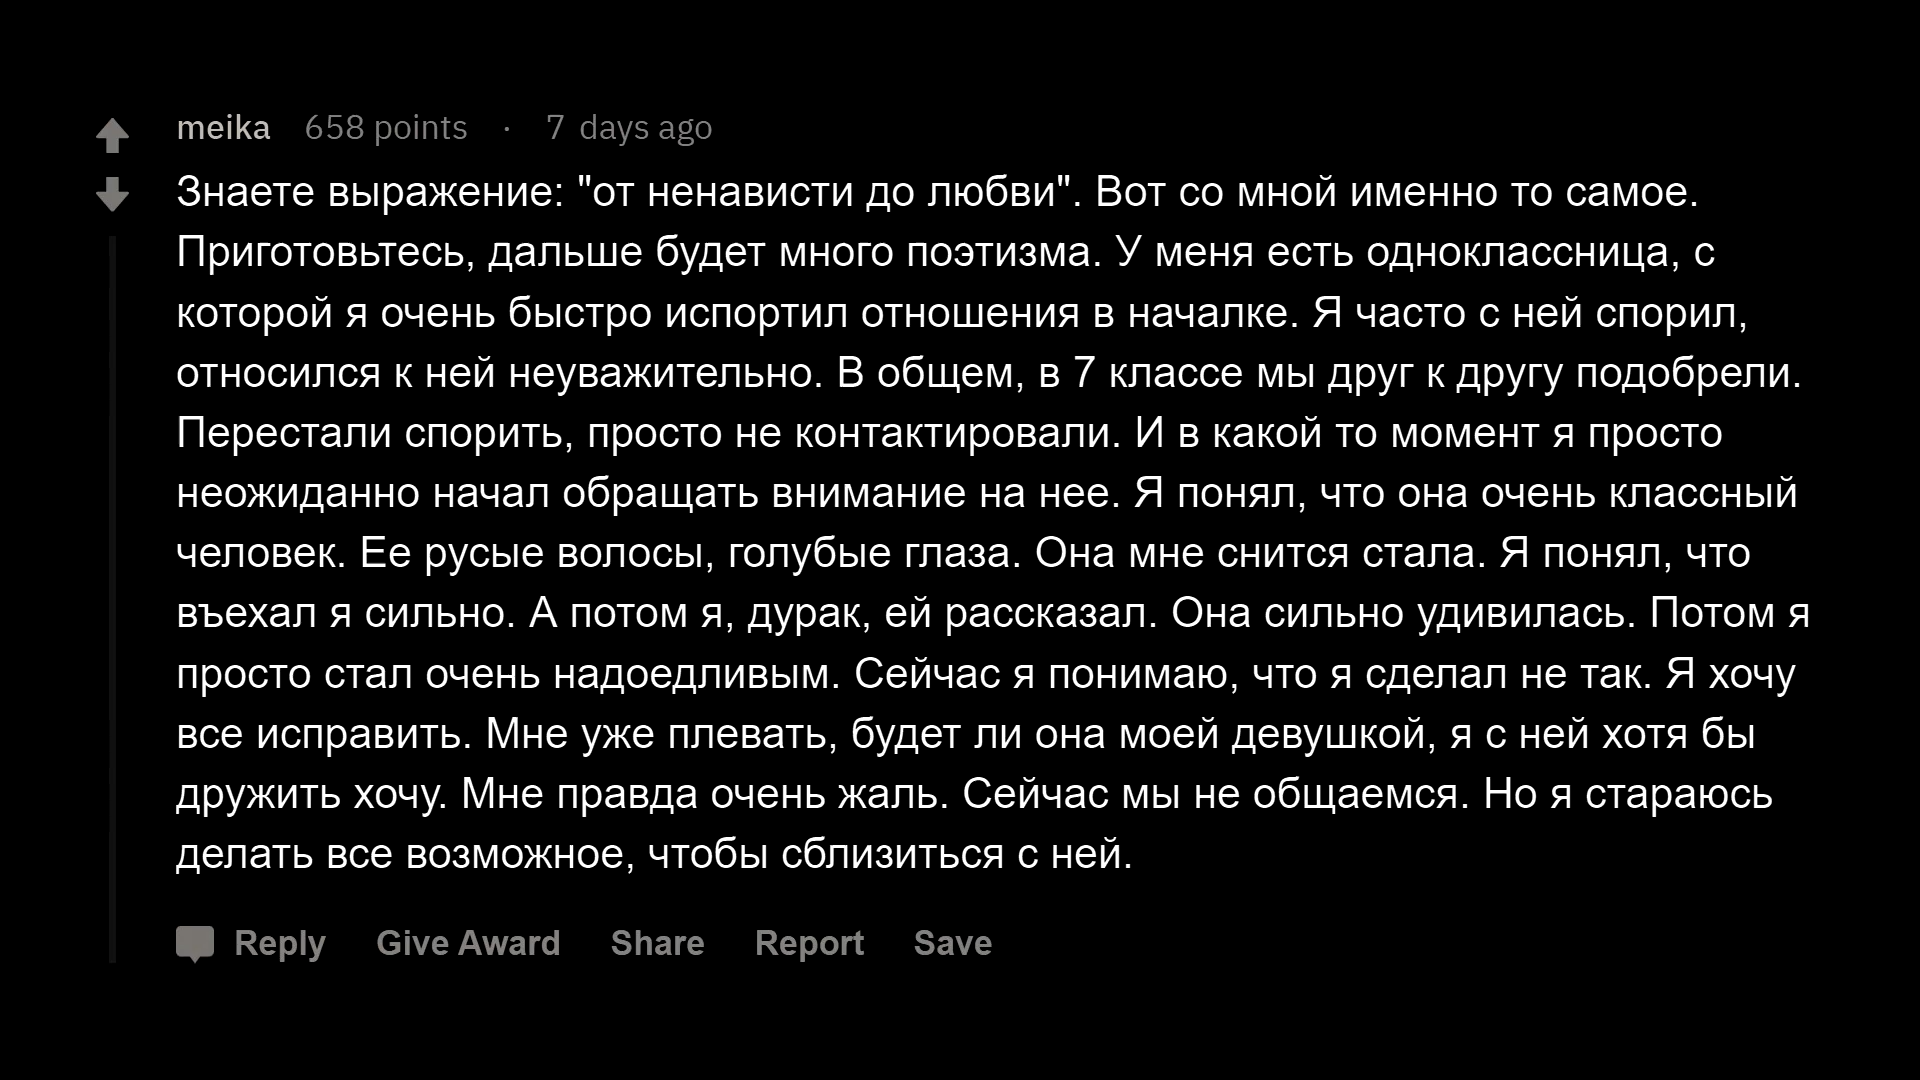 meika 658 points · 7 days ago
Знаете выражение: "от ненависти до любви". Вот со мной именно то самое.
Приготовьтесь, дальше будет много поэтизма. У меня есть одноклассница, с
которой я очень быстро испортил отношения в началке. Я часто с ней спорил,
относился к ней неуважительно. В общем, в 7 классе мы друг к другу подобрели.
Перестали спорить, просто не контактировали. И в какой то момент я просто
неожиданно начал обращать внимание на нее. Я понял, что она очень классный
человек. Ее русые волосы, голубые глаза. Она мне снится стала. Я понял, что
въехал я сильно. А потом я, дурак, ей рассказал. Она сильно удивилась. Потом я
просто стал очень надоедливым. Сейчас я понимаю, что я сделал не так. Я хочу
все исправить. Мне уже плевать, будет ли она моей девушкой, я с ней хотя бы
дружить хочу. Мне правда очень жаль. Сейчас мы не общаемся. Но я стараюсь
делать все возможное, чтобы сблизиться с ней.
Reply Give Award Share Report Save